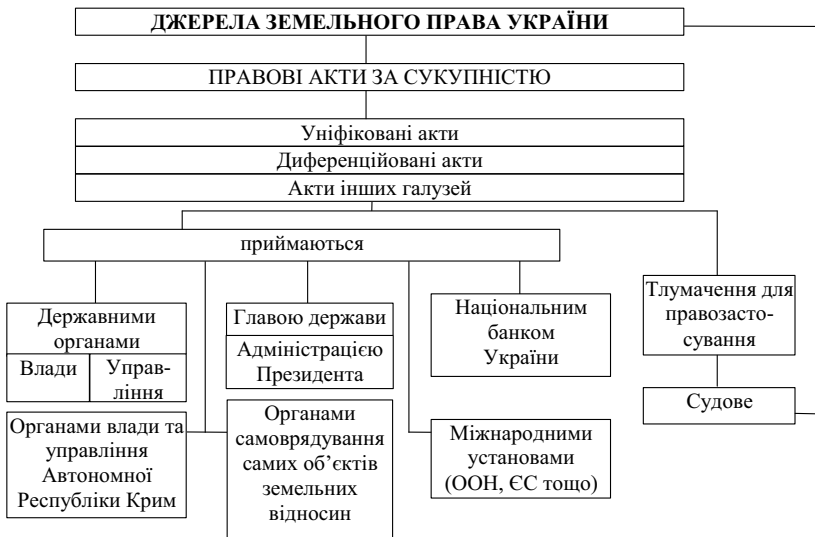 ДЖЕРЕЛА ЗЕМЕЛЬНОГО ПРАВА УКРАЇНИ
ПРАВОВІ АКТИ ЗА СУКУПНІСТЮ
Уніфіковані акти
Диференційовані акти
Акти інших галузей
приймаються
Державними
органами
Влади
Управ-
ління
Главою держави
Адміністрацією
Президента
Національним
банком
України
Тлумачення для
правозасто-
сування
Судове
Органами влади та
управління
Автономної
Республіки Крим
Органами
самоврядування
самих об’єктів
земельних
відносин
Міжнародними
установами
(ООН, ЄС тощо)